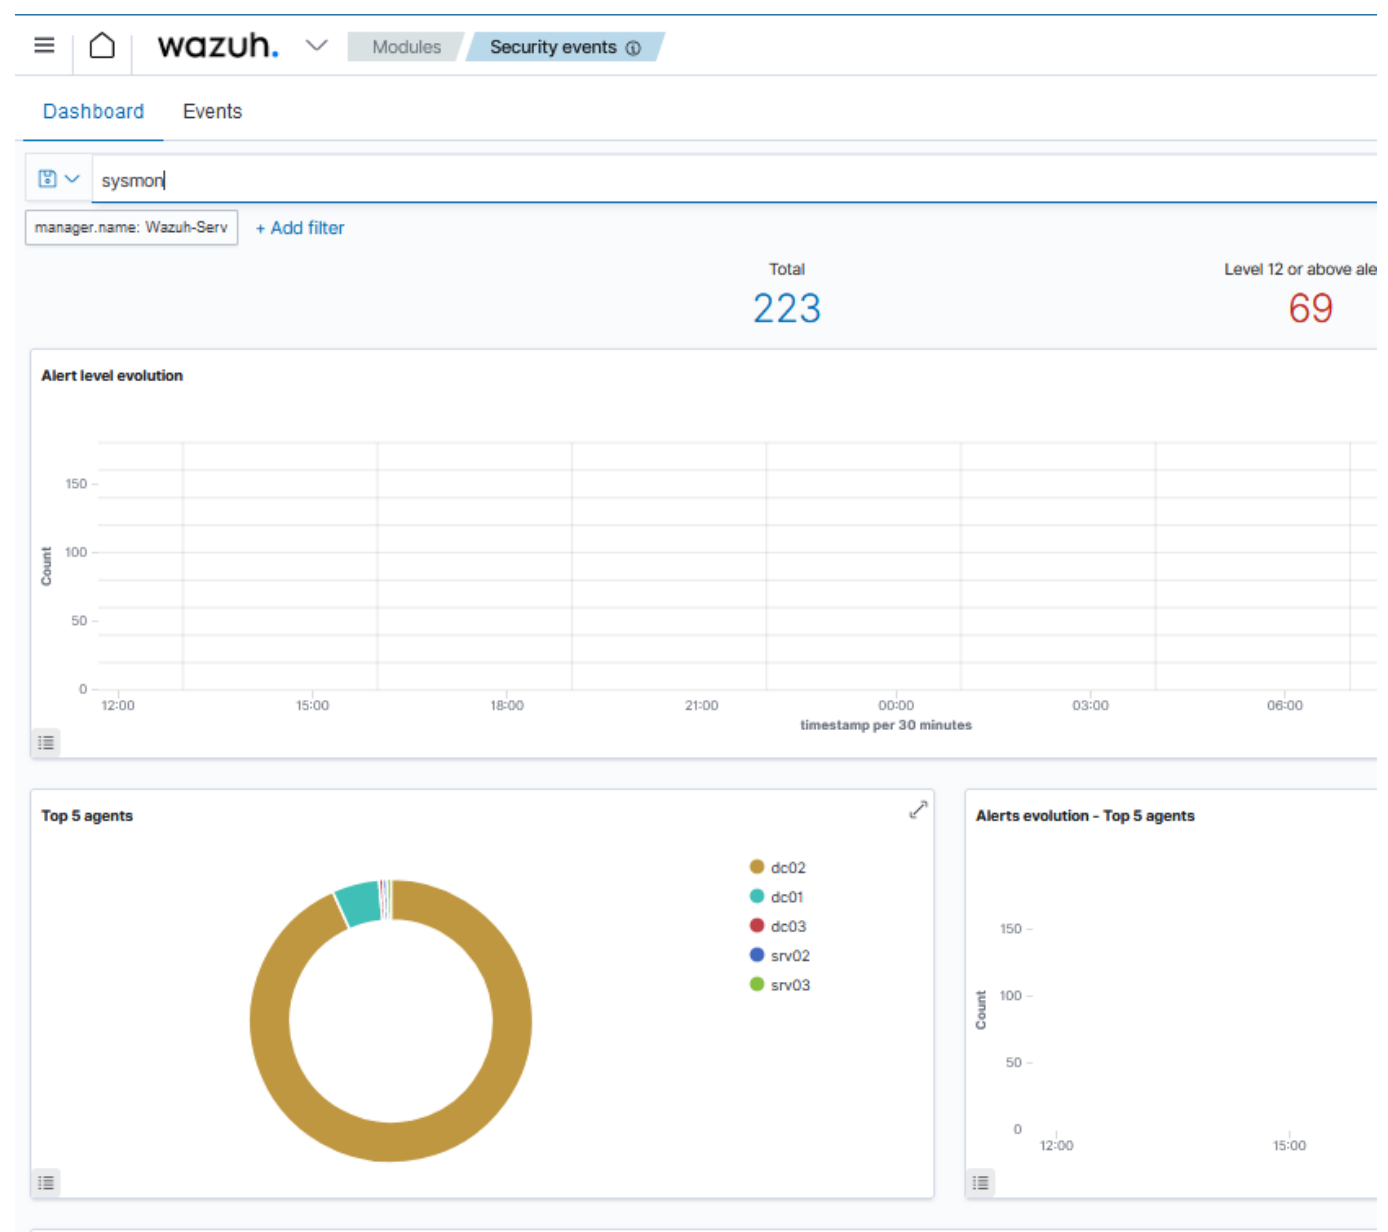 wazuh. Modules Security events
Dashboard Events
sysmon
manager.name: Wazuh-Serv + Add filter
Total
223
Level 12 or above ale
69
Alert level evolution
Count
150
100
50
0
12:00 15:00 18:00 21:00 00:00 03:00 06:00
timestamp per 30 minutes
Top 5 agents
dc02
dc01
dc03
srv02
srv03
Alerts evolution - Top 5 agents
Count
150
100
50
0
12:00 15:00